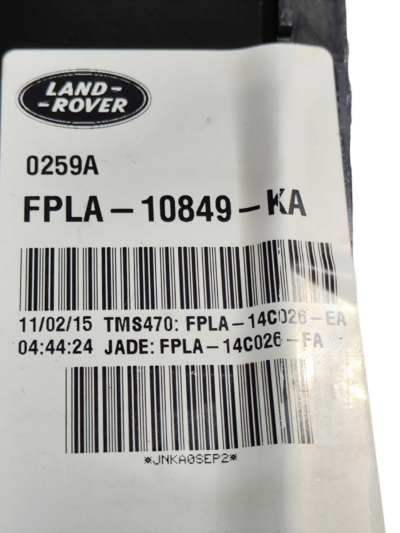 LAND-
-ROVER
0259A
FPLA-10849-KA
11/02/15 TMS470: FPLA-14C026-EA
04:44:24 JADE: FPLA-14C026-FA
*JNKA0SEP2*